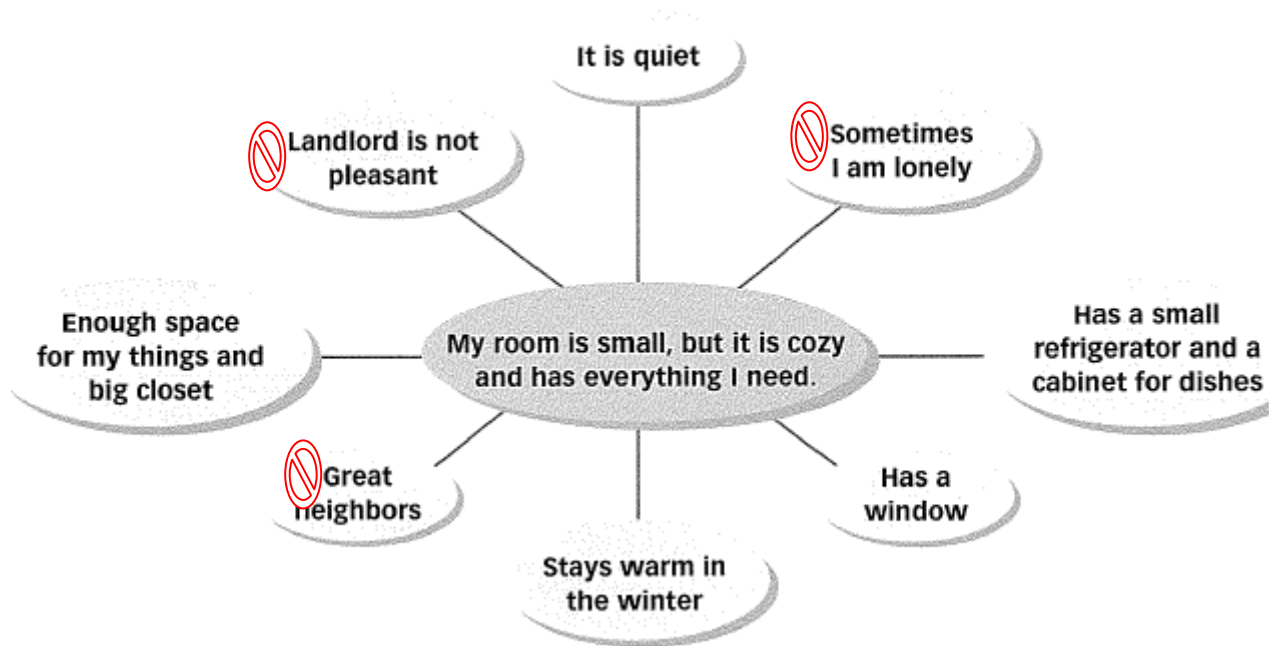 It is quiet
Landlord is not
pleasant
Sometimes
I am lonely
Enough space
for my things and
big closet
My room is small, but it is cozy
and has everything I need.
Has a small
refrigerator and a
cabinet for dishes
Great
neighbors
Has a
window
Stays warm in
the winter